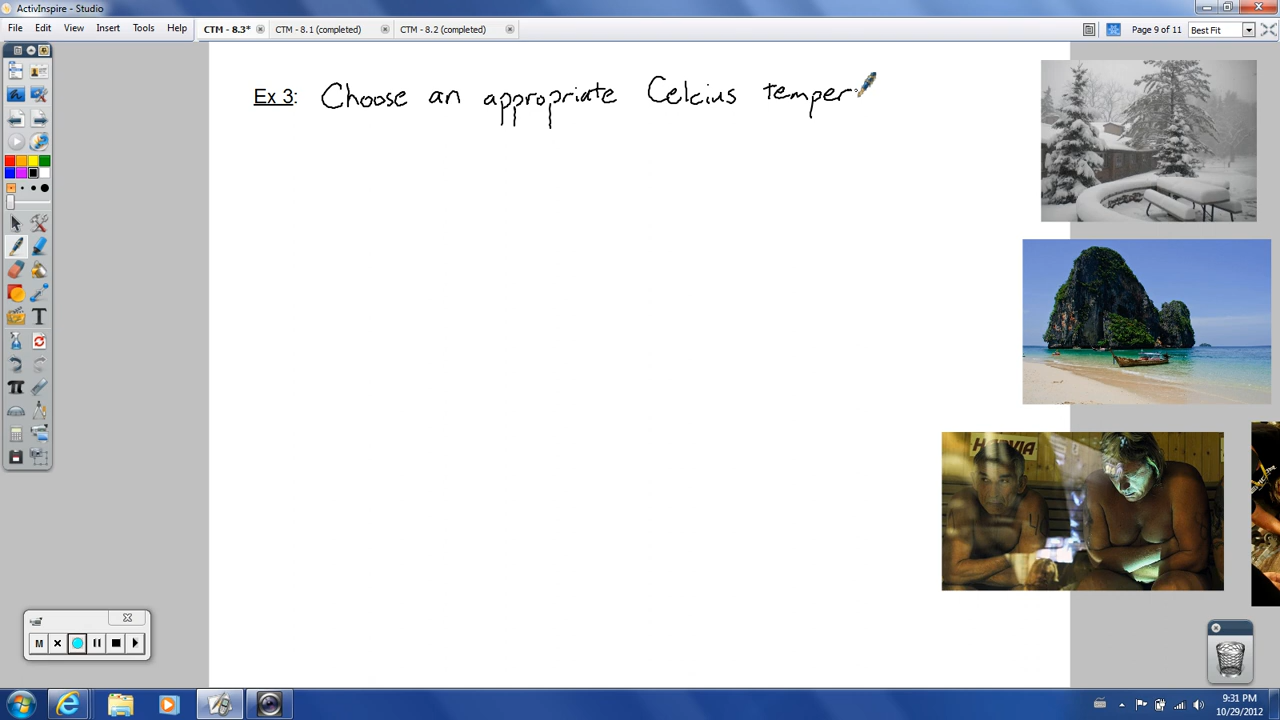 ActivInspire - Studio
File Edit View Insert Tools Help
CTM - 8.3* CTM - 8.1 (completed) CTM - 8.2 (completed)
Page 9 of 11 Best Fit
Ex 3: Choose an appropriate Celcius temper
M
9:31 PM
10/29/2012